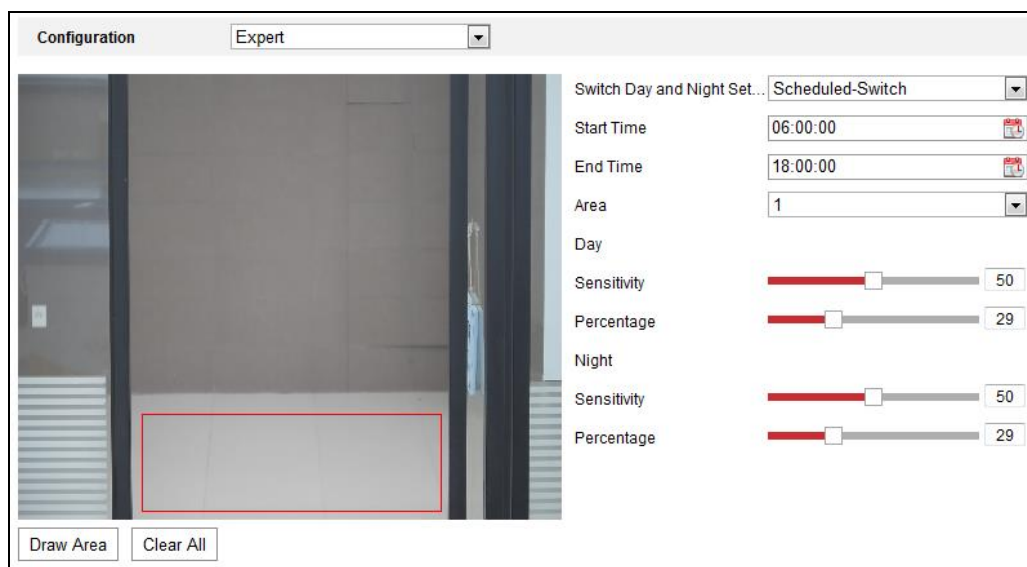 Configuration Expert
Switch Day and Night Set... Scheduled-Switch
Start Time 06:00:00
End Time 18:00:00
Area 1
Day
Sensitivity 50
Percentage 29
Night
Sensitivity 50
Percentage 29
Draw Area Clear All